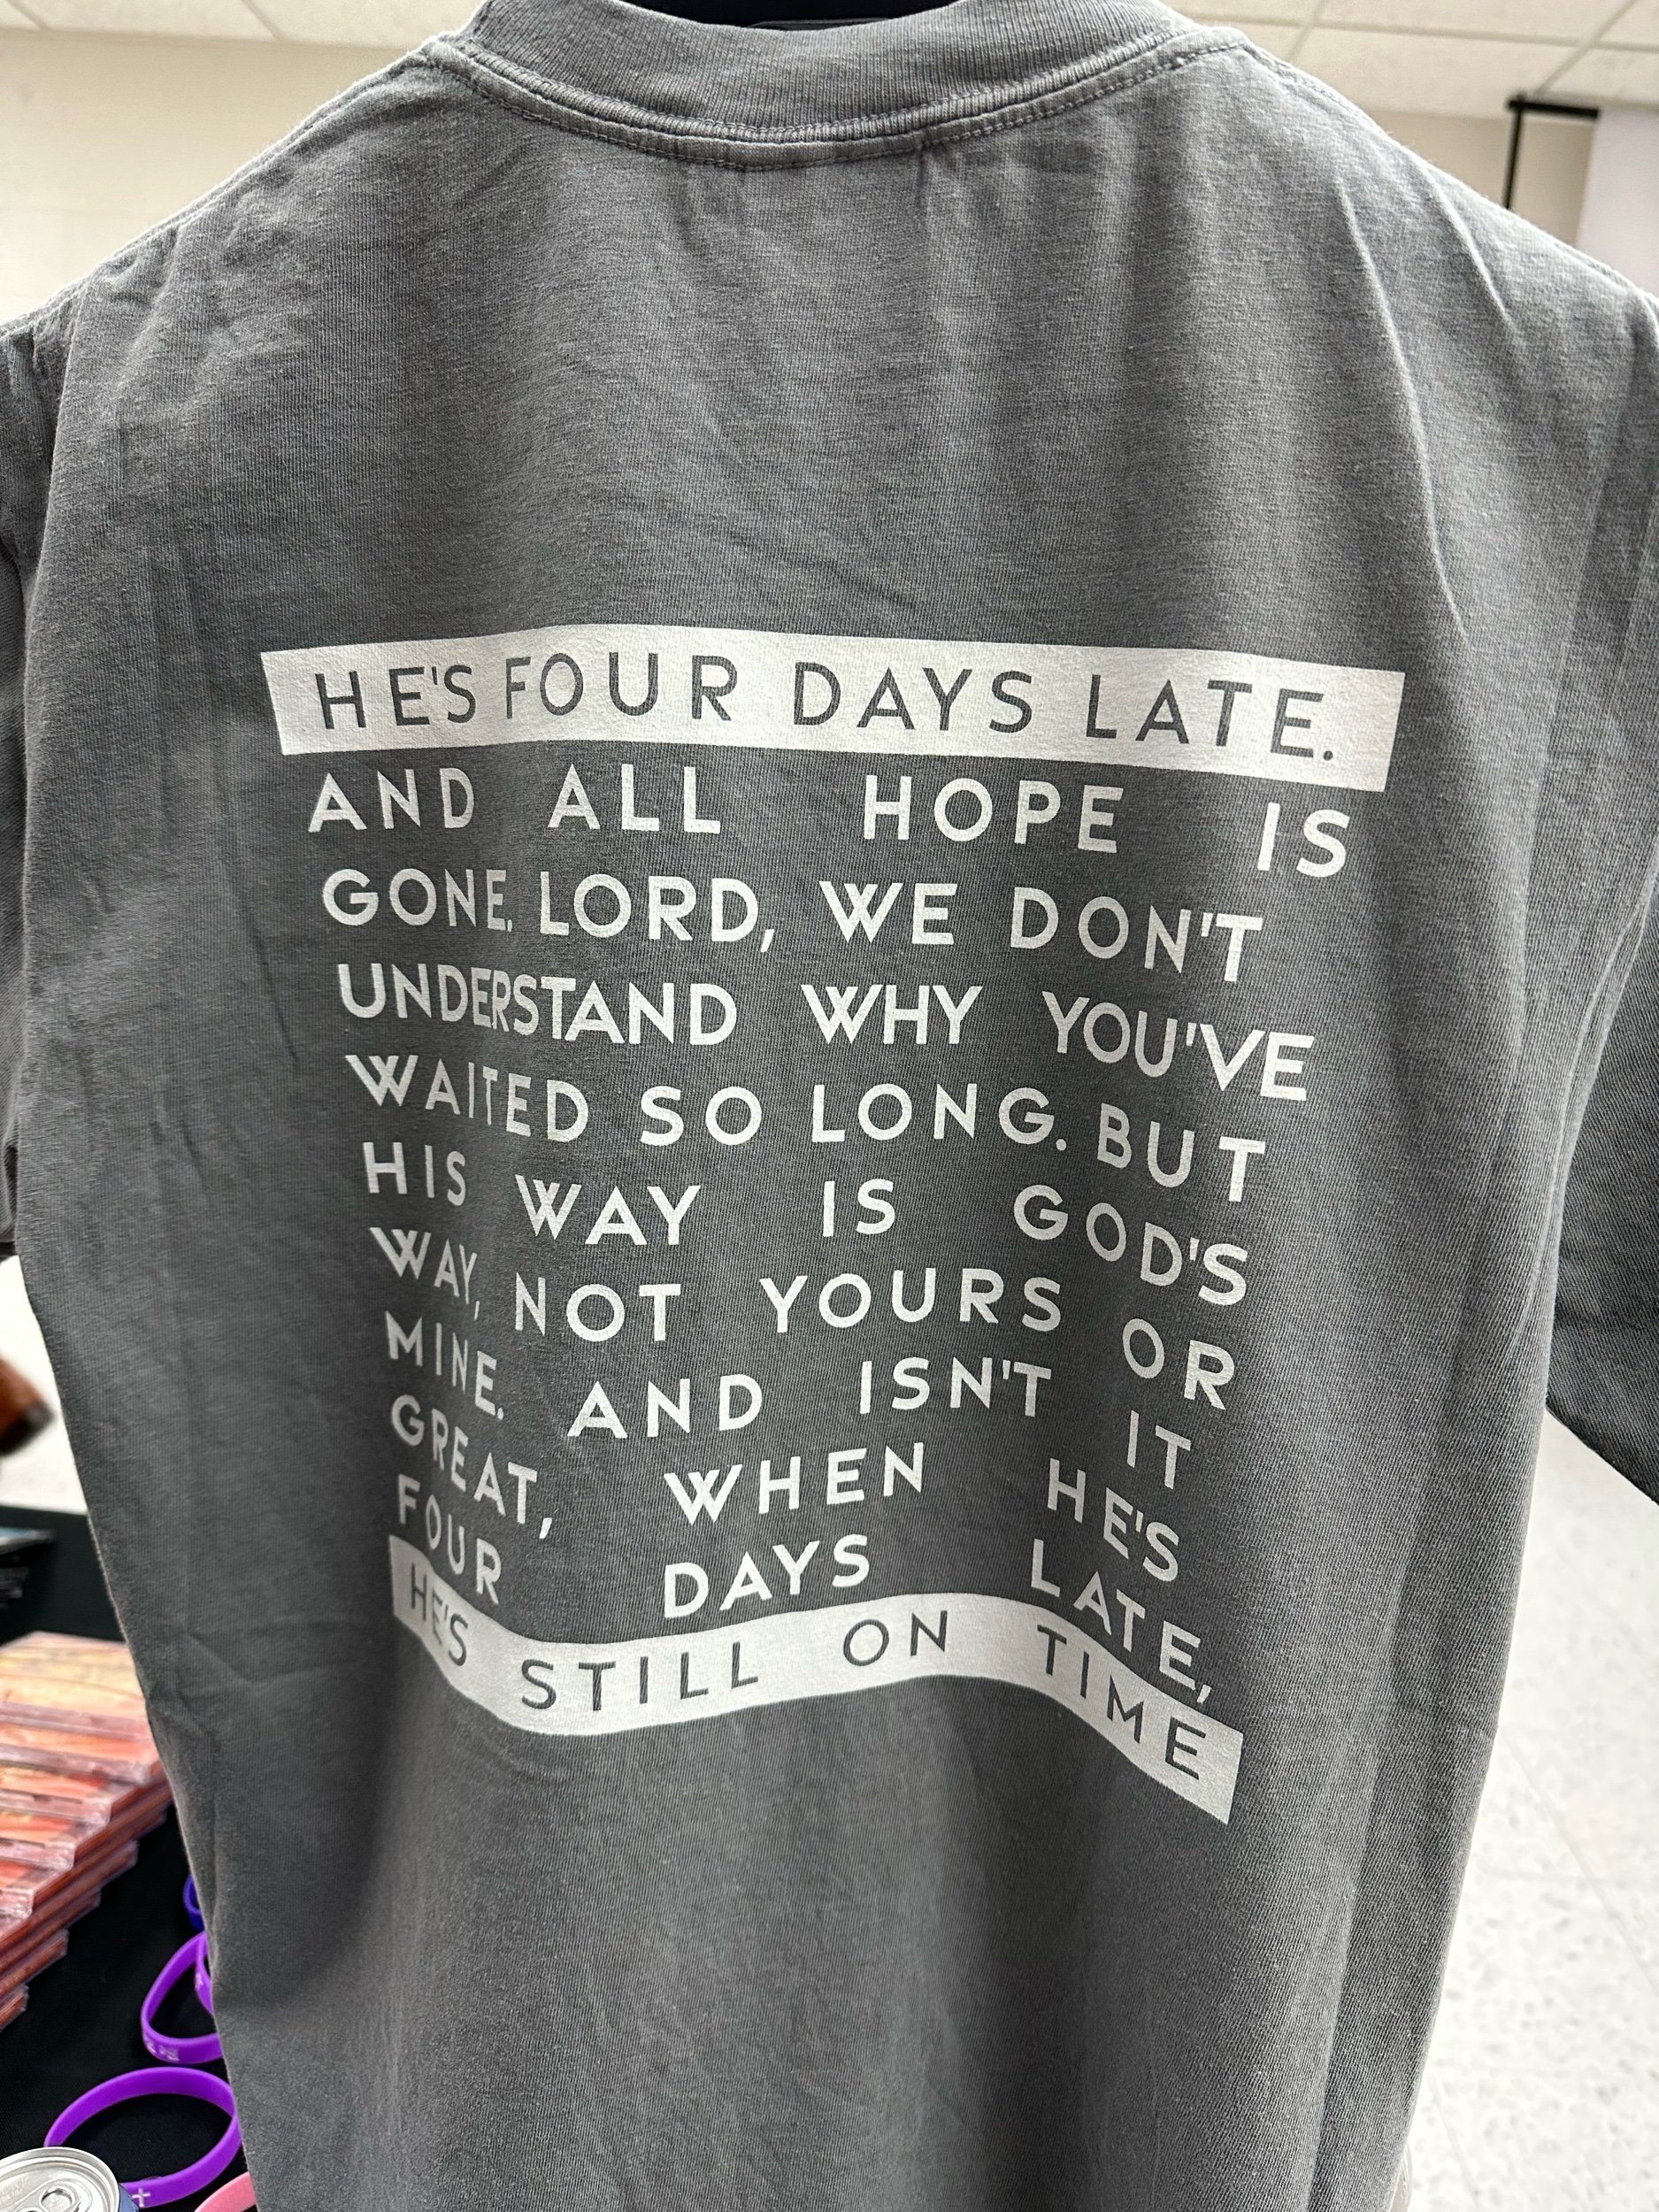 HE'S FOUR DAYS LATE.
AND ALL HOPE IS
GONE. LORD, WE DON'T
UNDERSTAND WHY YOU'VE
WAITED SO LONG. BUT
HIS WAY IS GOD'S
WAY, NOT YOURS OR
MINE. AND ISN'T IT
GREAT, WHEN HE'S
FOUR DAYS LATE,
HE'S STILL ON TIME